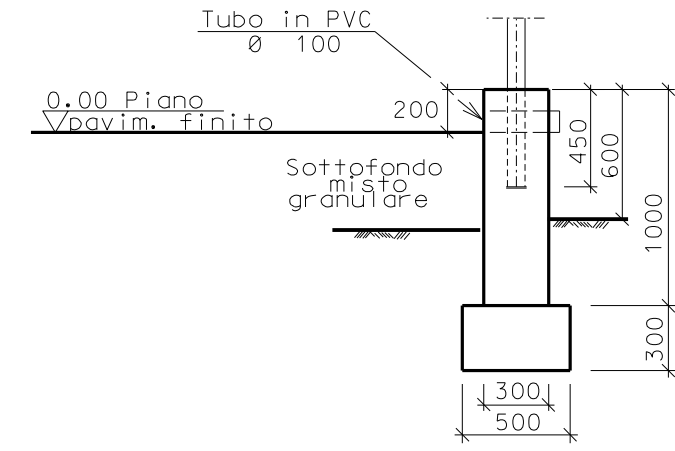 Tubo in PVC
Ø 100
0.00 Piano
pavim. finito
200
450
600
Sottofondo
misto
granulare
1000
300
300
500